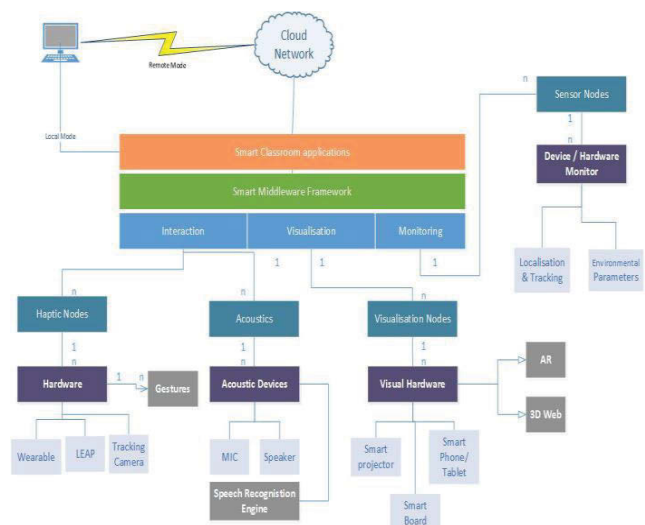 Cloud
Network
Remote Mode
Local Mode
n
Sensor Nodes
1
n
Device / Hardware
Monitor
Smart Classroom applications
Smart Middleware Framework
Interaction
Visualisation
Monitoring
1
1
1
Localisation
& Tracking
Environmental
Parameters
n
n
n
Haptic Nodes
Acoustics
Visualisation Nodes
1
n
1
n
1
n
Hardware
1
n
Gestures
Acoustic Devices
Visual Hardware
AR
3D Web
Wearable
LEAP
Tracking
Camera
MIC
Speaker
Smart
projector
Smart
Phone/
Tablet
Speech Recognistion
Engine
Smart
Board